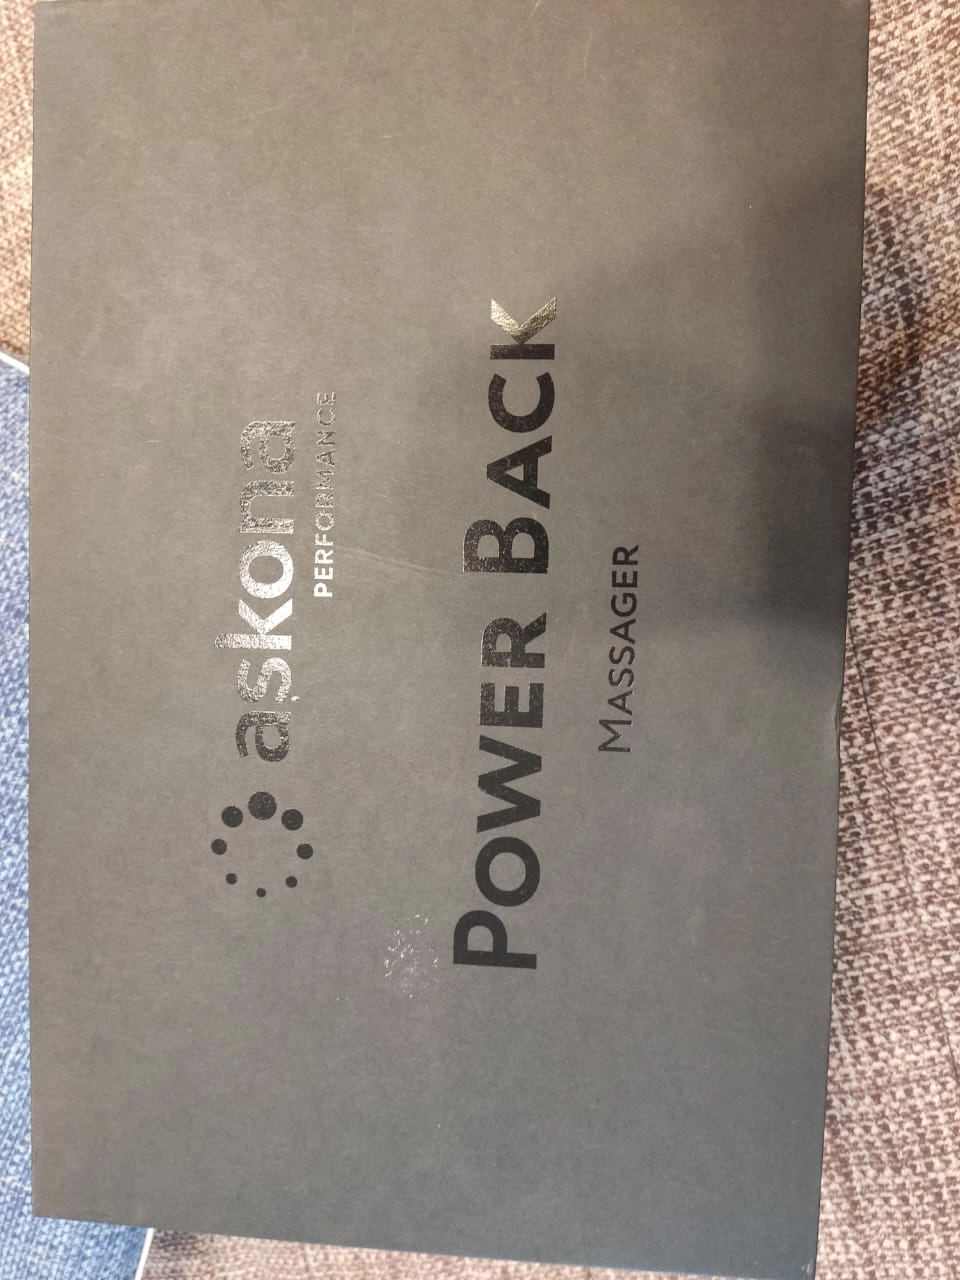 askona
PERFORMANCE
POWER BACK
MASSAGER